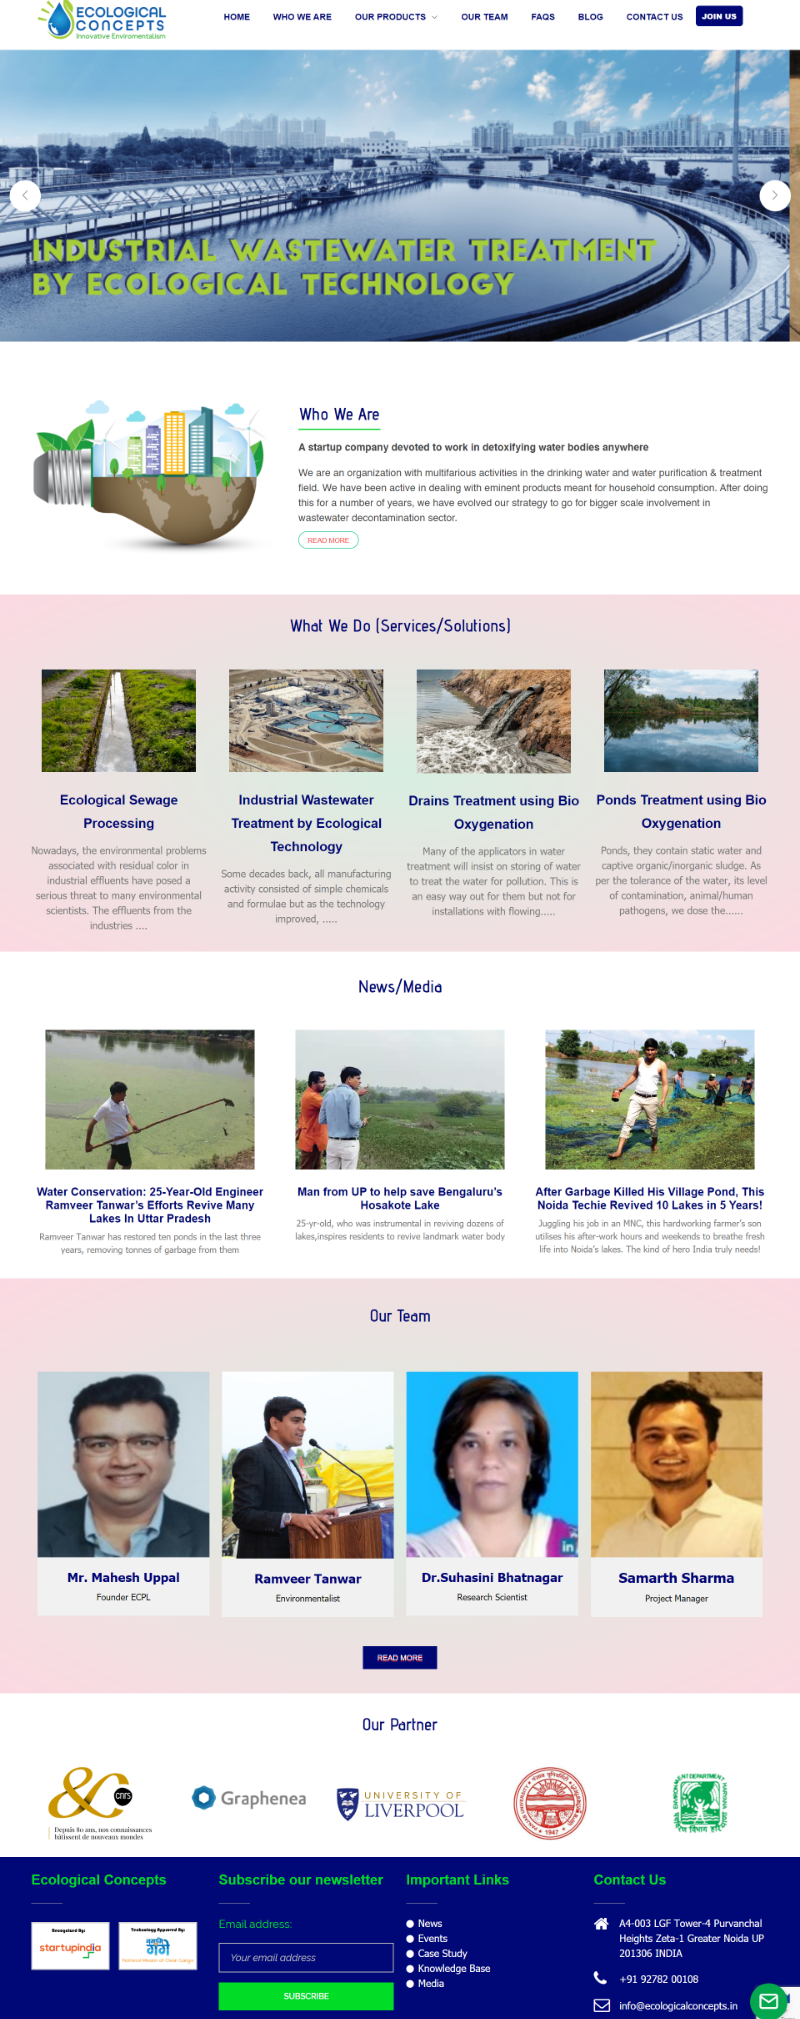 ECOLOGICAL
CONCEPTS
Innovative Enviromentalism
HOME WHO WE ARE OUR PRODUCTS OUR TEAM FAQS BLOG CONTACT US JOIN US
INDUSTRIAL WASTEWATER TREATMENT
BY ECOLOGICAL TECHNOLOGY
Who We Are
A startup company devoted to work in detoxifying water bodies anywhere
We are an organization with multifarious activities in the drinking water and water purification & treatment
field. We have been active in dealing with eminent products meant for household consumption. After doing
this for a number of years, we have evolved our strategy to go for bigger scale involvement in
wastewater decontamination sector.
READ MORE
What We Do (Services/Solutions)
Ecological Sewage
Processing
Nowadays, the environmental problems
associated with residual color in
industrial effluents have posed a
serious threat to many environmental
scientists. The effluents from the
industries ....
Industrial Wastewater
Treatment by Ecological
Technology
Some decades back, all manufacturing
activity consisted of simple chemicals
and formulae but as the technology
improved, .....
Drains Treatment using Bio
Oxygenation
Many of the applicators in water
treatment will insist on storing of water
to treat the water for pollution. This is
an easy way out for them but not for
installations with flowing.....
Ponds Treatment using Bio
Oxygenation
Ponds, they contain static water and
captive organic/inorganic sludge. As
per the tolerance of the water, its level
of contamination, animal/human
pathogens, we dose the......
News/Media
Water Conservation: 25-Year-Old Engineer
Ramveer Tanwar's Efforts Revive Many
Lakes In Uttar Pradesh
Ramveer Tanwar has restored ten ponds in the last three
years, removing tonnes of garbage from them
Man from UP to help save Bengaluru's
Hosakote Lake
25-yr-old, who was instrumental in reviving dozens of
lakes,inspires residents to revive landmark water body
After Garbage Killed His Village Pond, This
Noida Techie Revived 10 Lakes in 5 Years!
Juggling his job in an MNC, this hardworking farmer's son
utilises his after-work hours and weekends to breathe fresh
life into Noida's lakes. The kind of hero India truly needs!
Our Team
in
Mr. Mahesh Uppal
Founder ECPL
Ramveer Tanwar
Environmentalist
Dr.Suhasini Bhatnagar
Research Scientist
Samarth Sharma
Project Manager
READ MORE
Our Partner
cnrs
Depuis 80 ans, nos connaissances
bâtissent de nouveaux mondes
Graphenea
UNIVERSITY OF
LIVERPOOL
1947
Ecological Concepts
Recognised By:
startupindia
Technology Approved By:
नमामि
गंगे
National Mission of Clean Ganga
Subscribe our newsletter
Email address:
Your email address
SUBSCRIBE
Important Links
News
Events
Case Study
Knowledge Base
Media
Contact Us
A4-003 LGF Tower-4 Purvanchal
Heights Zeta-1 Greater Noida UP
201306 INDIA
+91 92782 00108
info@ecologicalconcepts.in